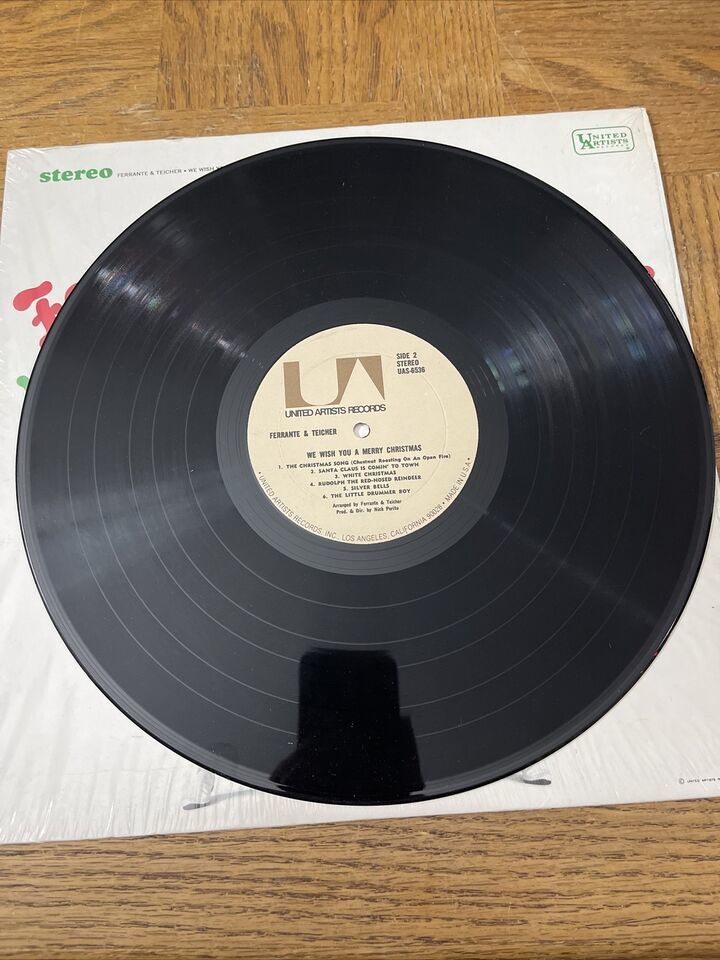 stereo FERRANTE & TEICHER • WE WISH
UNITED
ARTISTS
RECORDS
UA
UNITED ARTISTS RECORDS
SIDE 2
STEREO
UAS-6536
FERRANTE & TEICHER
WE WISH YOU A MERRY CHRISTMAS
1. THE CHRISTMAS SONG (Chestnut Roasting On An Open Fire)
2. SANTA CLAUS IS COMIN' TO TOWN
3. WHITE CHRISTMAS
4. RUDOLPH THE RED-NOSED REINDEER
5. SILVER BELLS
6. THE LITTLE DRUMMER BOY
Arranged by Ferrante & Teicher
Prod. & Dir. by Nick Perito
• UNITED ARTISTS RECORDS, INC., LOS ANGELES, CALIFORNIA 90028 • MADE IN U.S.A. •
© UNITED ARTISTS